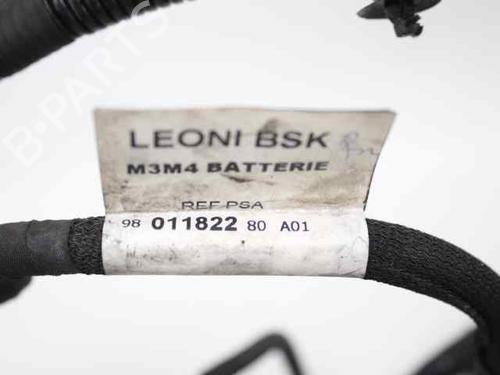 B-PARTS
LEONI BSK
M3M4 BATTERIE
REF PSA
98 011822 80 A01